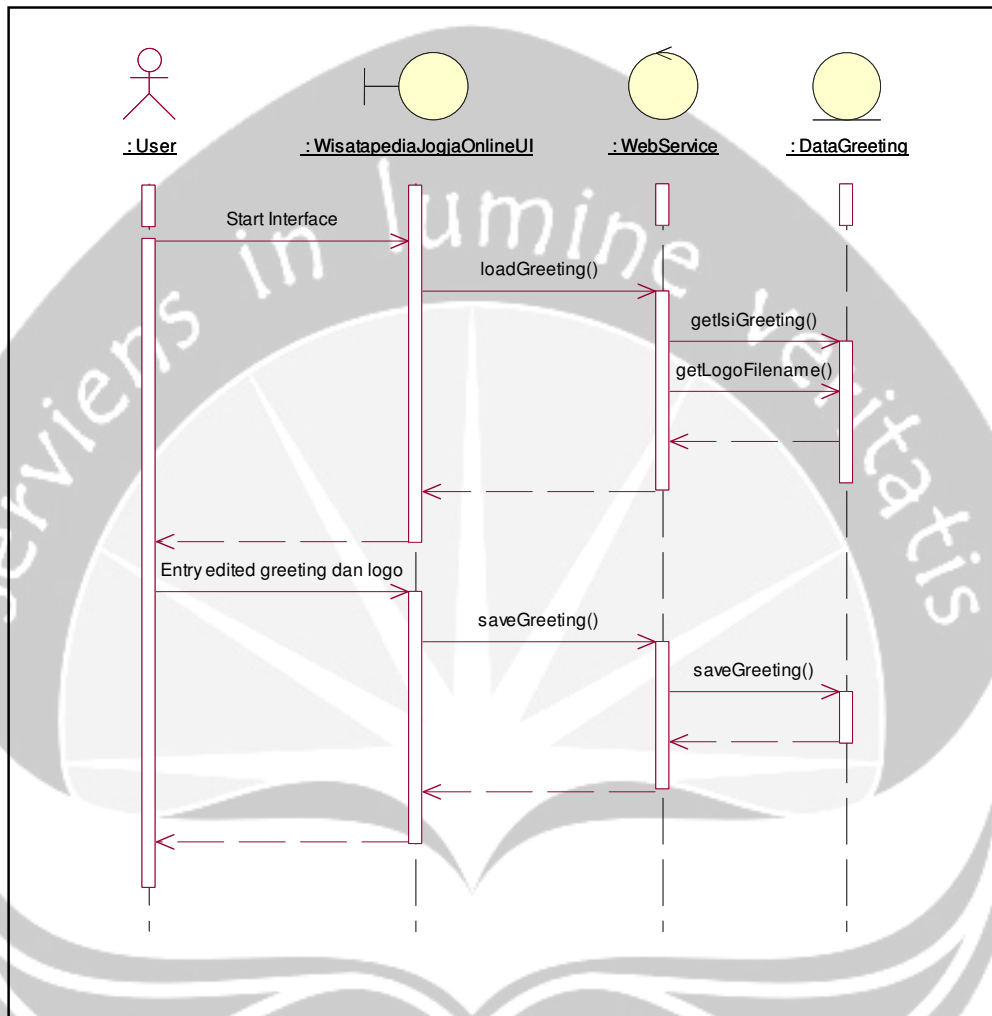 : User
: WisatapediaJogjaOnlineUI
: WebService
: DataGreeting
serviens in lumine veritatis
Start Interface
loadGreeting()
getIsiGreeting()
getLogoFilename()
Entry edited greeting dan logo
saveGreeting()
saveGreeting()